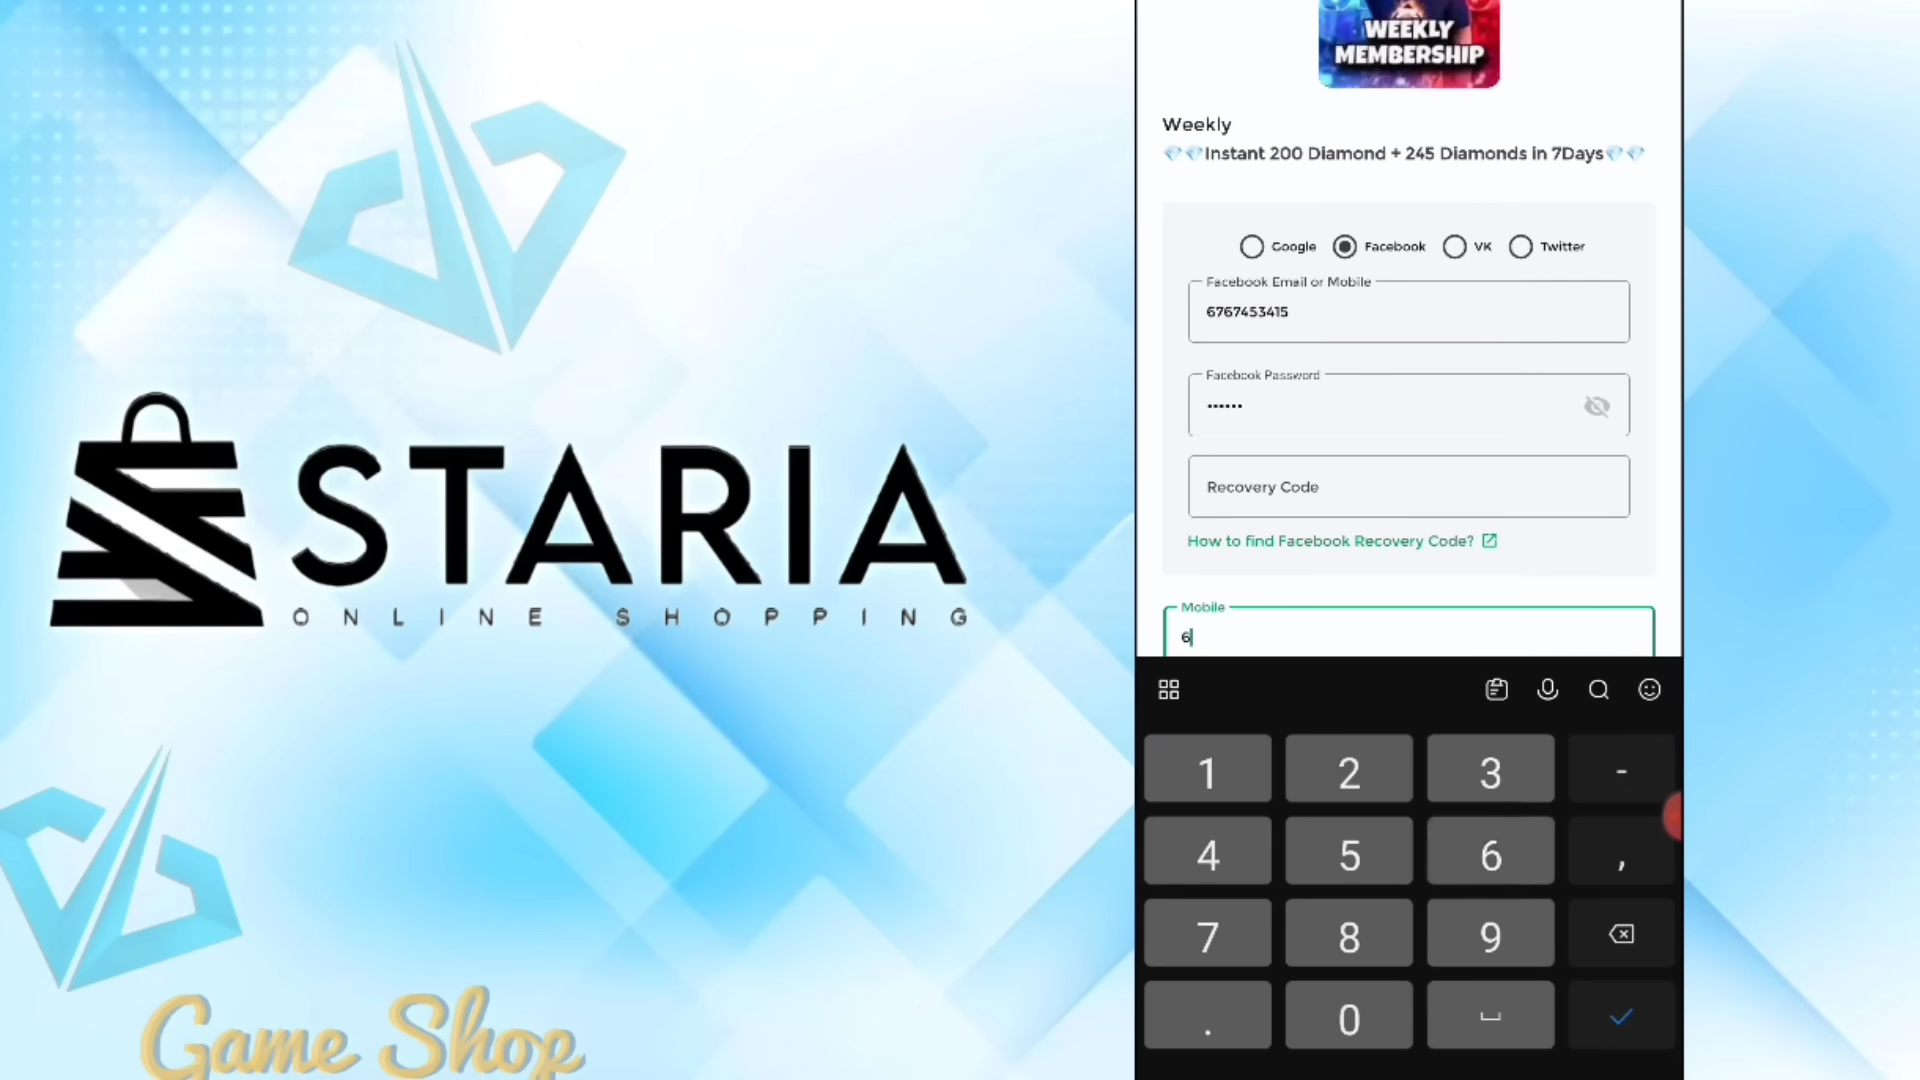 STARIA
ONLINE SHOPPING
Game Shop
WEEKLY
MEMBERSHIP
Weekly
💎💎Instant 200 Diamond + 245 Diamonds in 7Days💎💎
Google Facebook VK Twitter
Facebook Email or Mobile
6767453415
Facebook Password
••••••
Recovery Code
How to find Facebook Recovery Code?
Mobile
6
1 2 3 -
4 5 6 ,
7 8 9
. 0